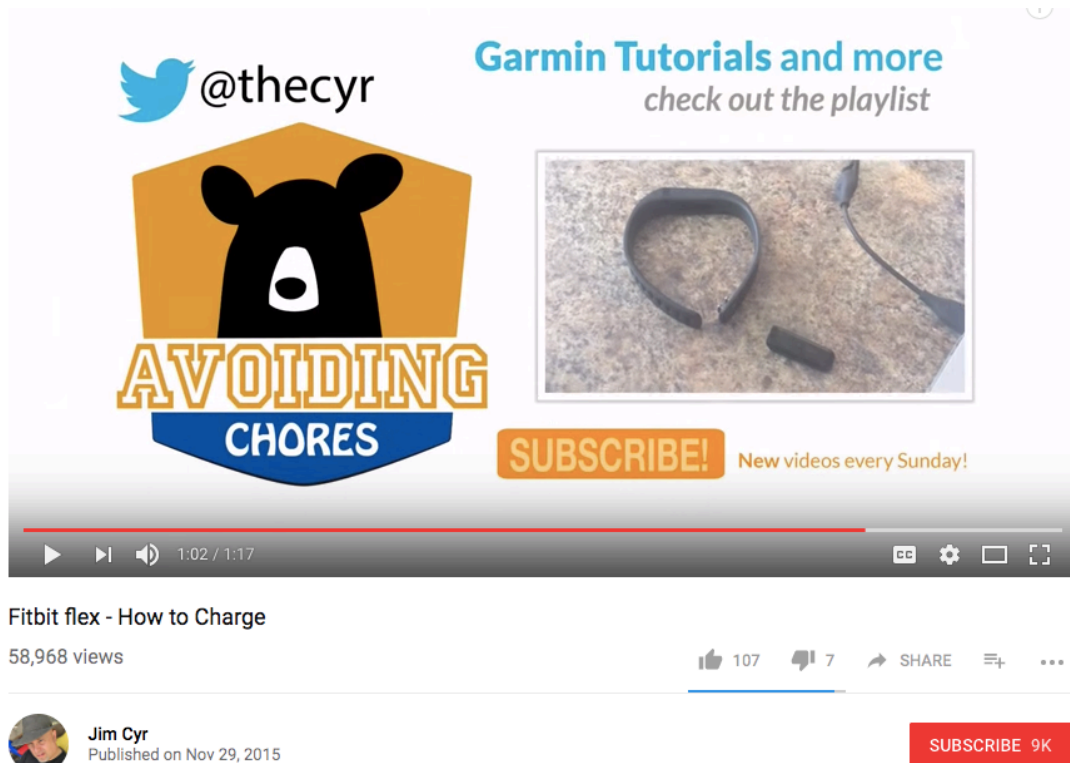 @thecyr
Garmin Tutorials and more
check out the playlist
AVOIDING
CHORES
SUBSCRIBE!
New videos every Sunday!
1:02 / 1:17
CC
Fitbit flex - How to Charge
58,968 views
107
7
SHARE
Jim Cyr
Published on Nov 29, 2015
SUBSCRIBE 9K